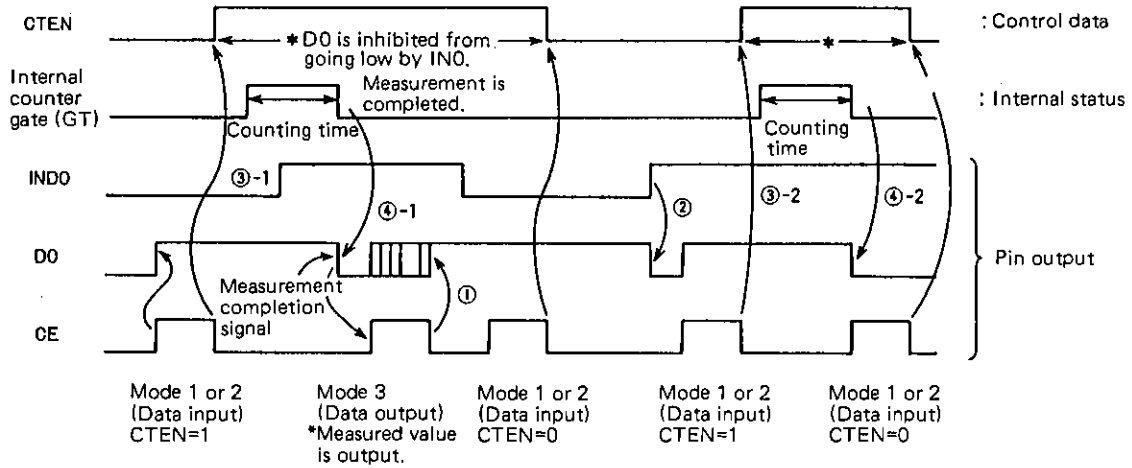 CTEN
* DO is inhibited from
going low by INO.
: Control data
Internal
counter
gate (GT)
Measurement is
completed.
Counting time
Counting
time
: Internal status
INDO
③-1
④-1
②
③-2
④-2
DO
Measurement
completion
signal
①
Pin output
CE
Mode 1 or 2
(Data input)
CTEN=1
Mode 3
(Data output)
*Measured value
is output.
Mode 1 or 2
(Data input)
CTEN=0
Mode 1 or 2
(Data input)
CTEN=1
Mode 1 or 2
(Data input)
CTEN=0
*